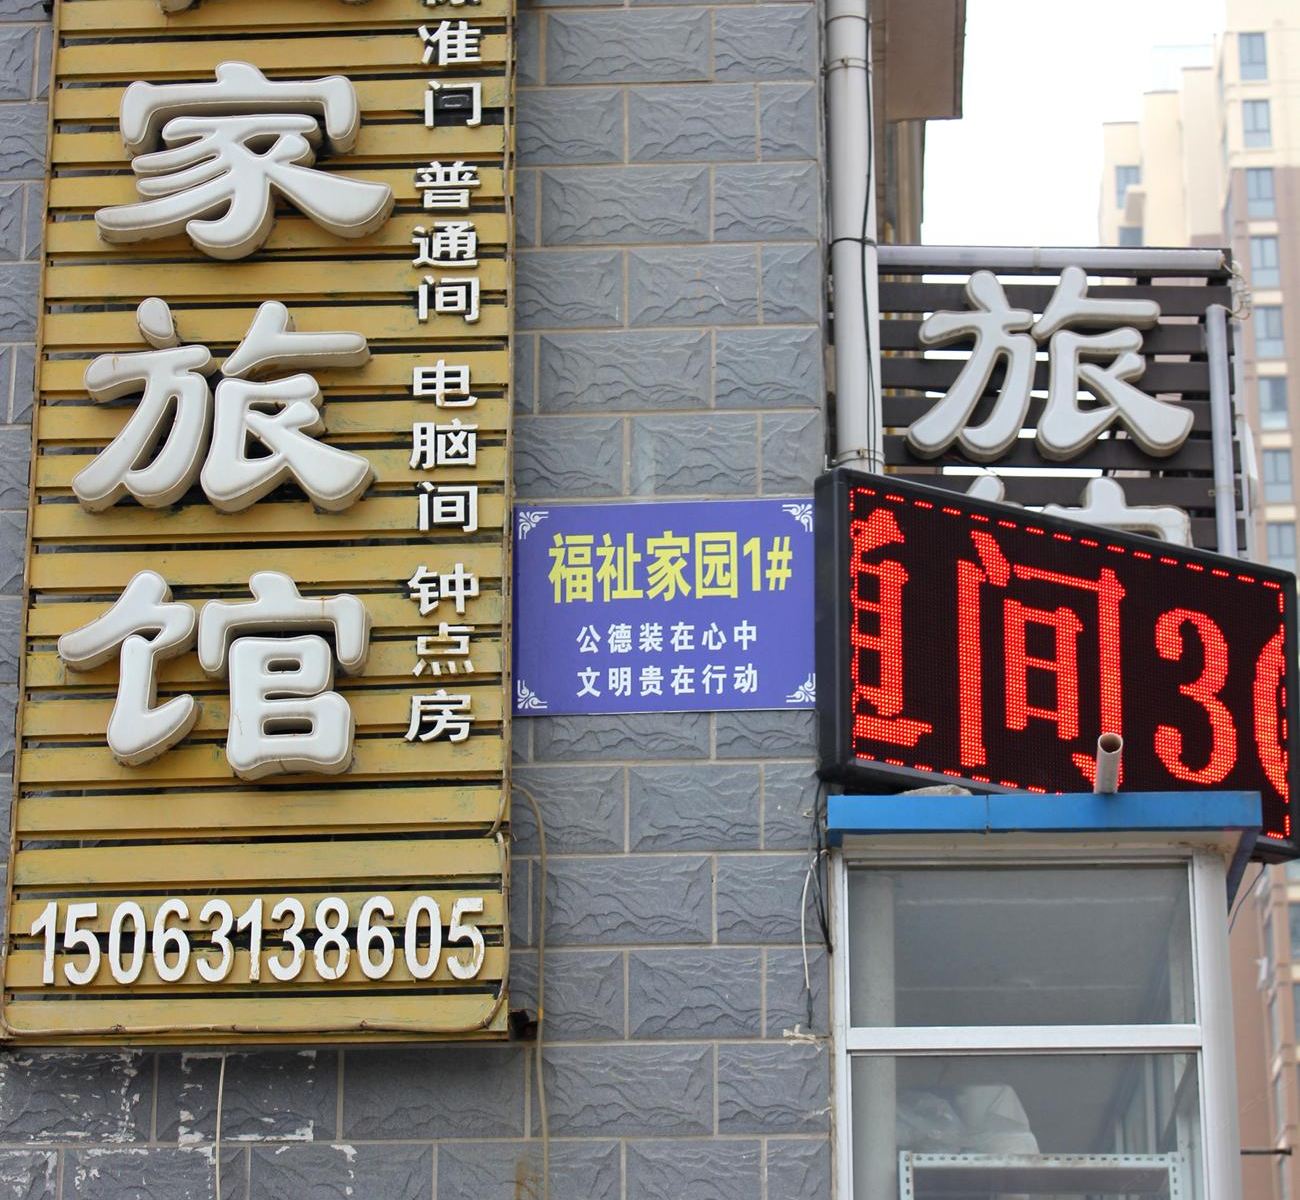 家旅馆
准门 普通间 电脑间 钟点房
15063138605
福祉家园1#
公德装在心中
文明贵在行动
旅
通间3